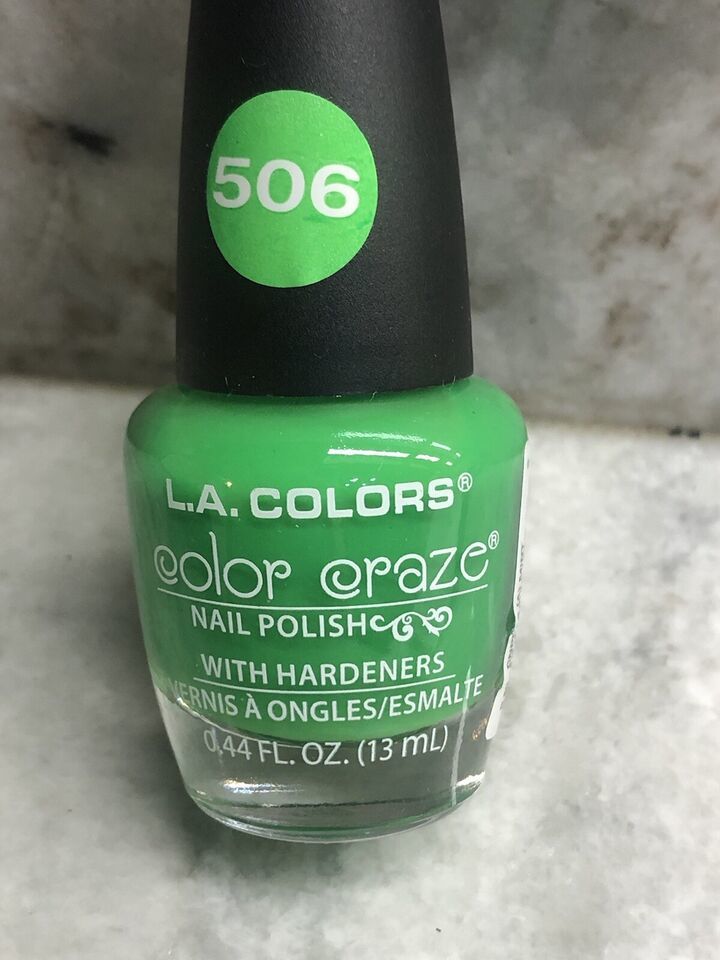 506
L.A. COLORS®
color craze®
NAIL POLISH
WITH HARDENERS
VERNIS À ONGLES/ESMALTE
0.44 FL. OZ. (13 mL)